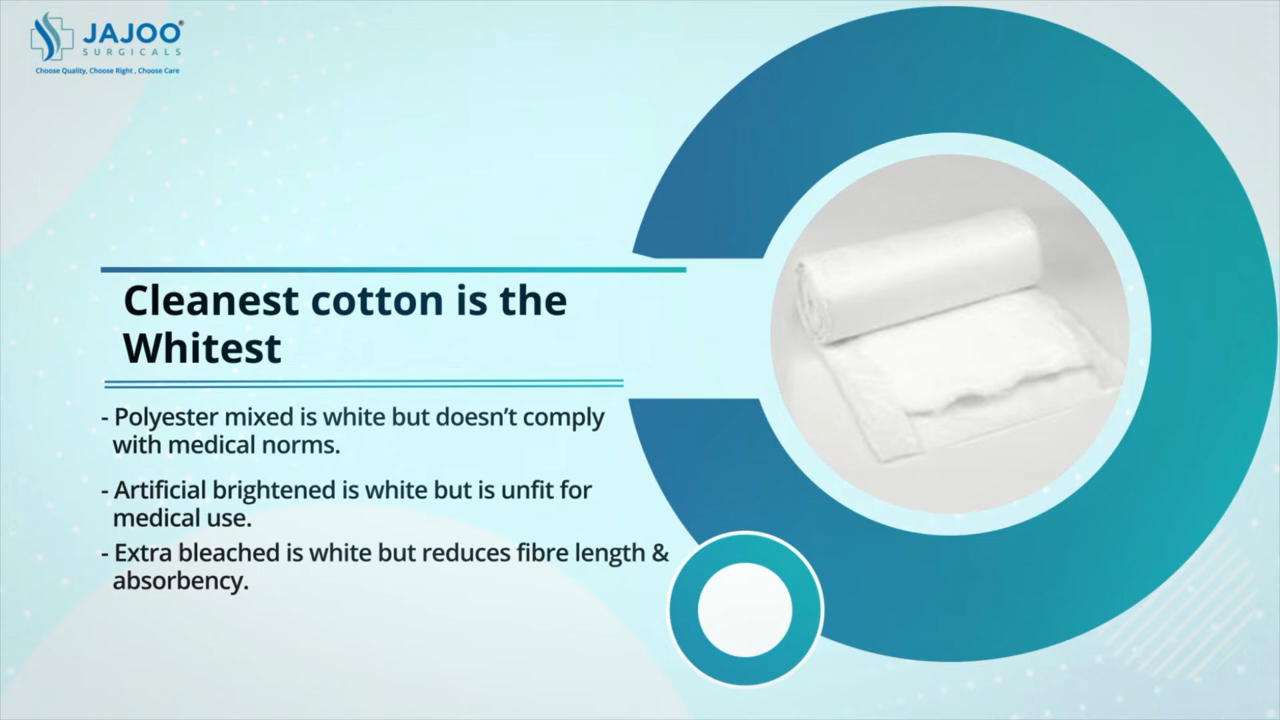 JAJOO®
SURGICALS
Choose Quality, Choose Right , Choose Care
Cleanest cotton is the
Whitest
- Polyester mixed is white but doesn’t comply
with medical norms.
- Artificial brightened is white but is unfit for
medical use.
- Extra bleached is white but reduces fibre length &
absorbency.